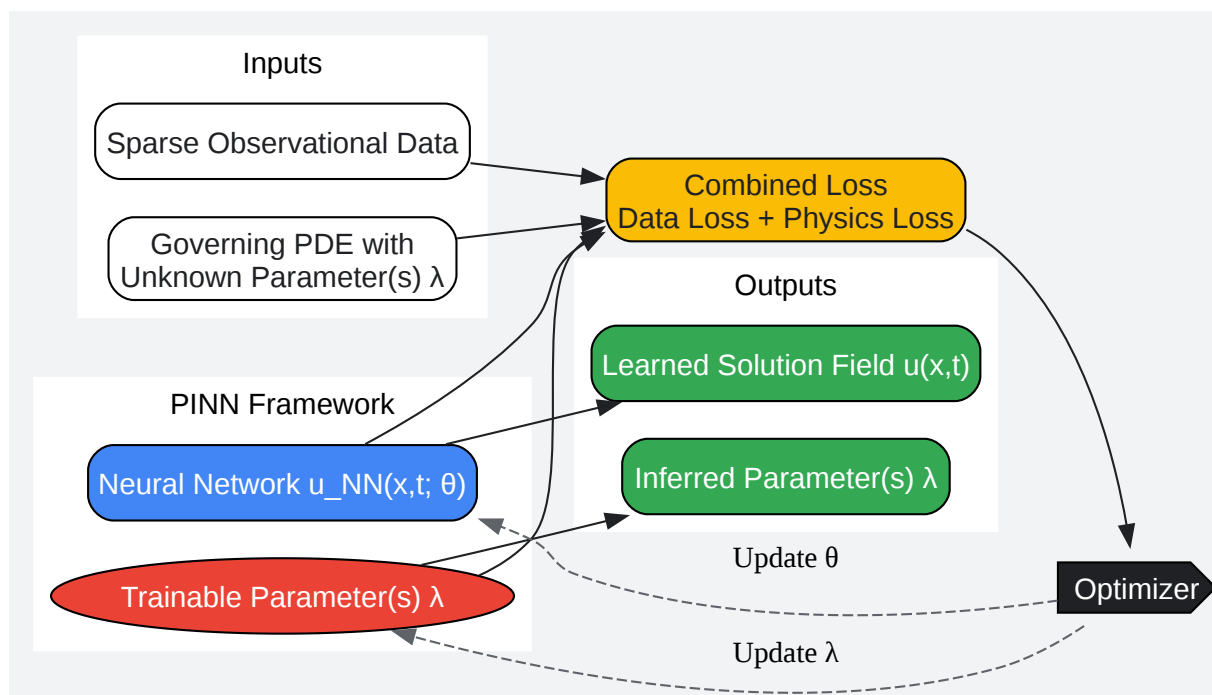 Inputs
Sparse Observational Data
Governing PDE with
Unknown Parameter(s) λ
Combined Loss
Data Loss + Physics Loss
Outputs
Learned Solution Field u(x,t)
Inferred Parameter(s) λ
PINN Framework
Neural Network u_NN(x,t; θ)
Trainable Parameter(s) λ
Update θ
Optimizer
Update λ